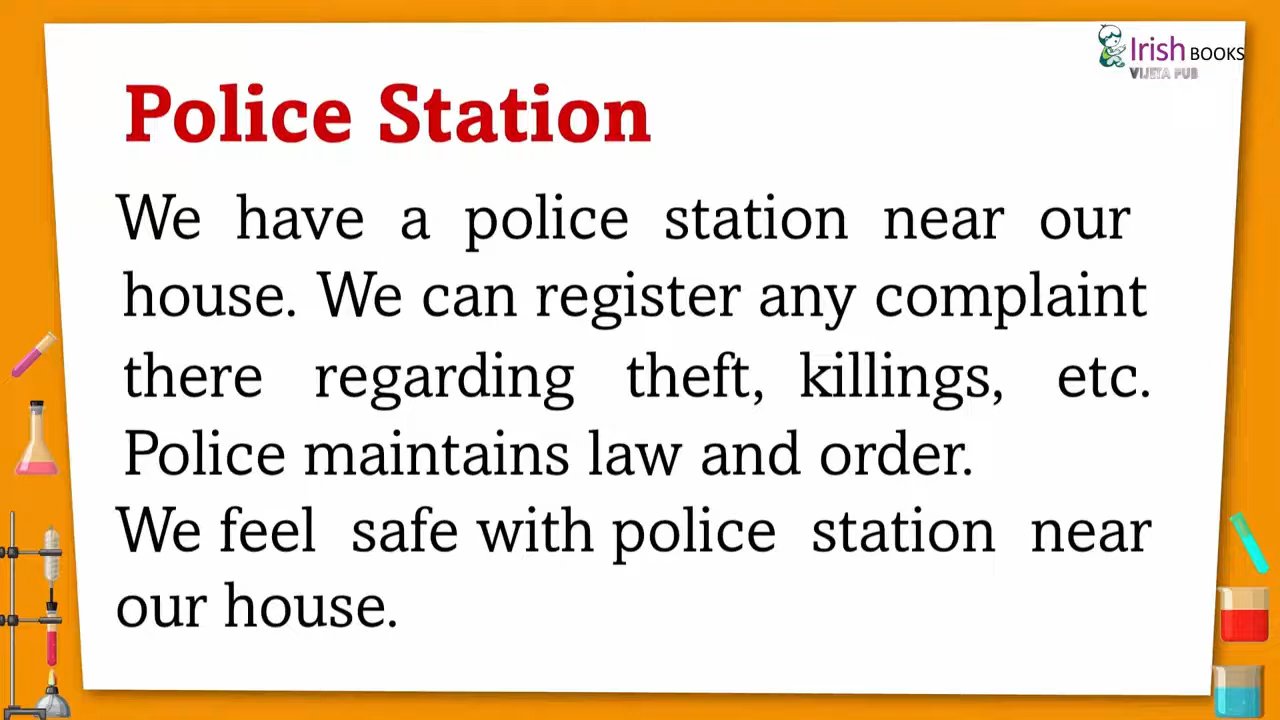 Irish BOOKS
VIJETA PUB
Police Station
We have a police station near our
house. We can register any complaint
there regarding theft, killings, etc.
Police maintains law and order.
We feel safe with police station near
our house.